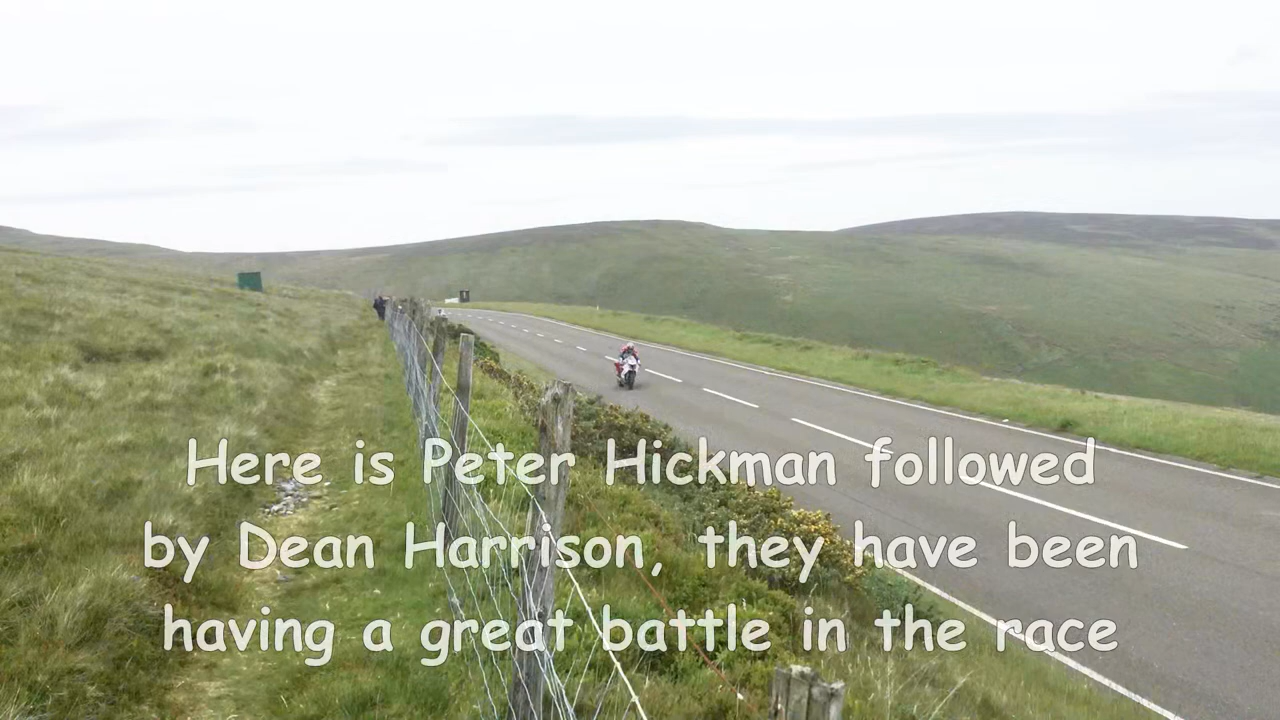 Here is Peter Hickman followed
by Dean Harrison, they have been
having a great battle in the race